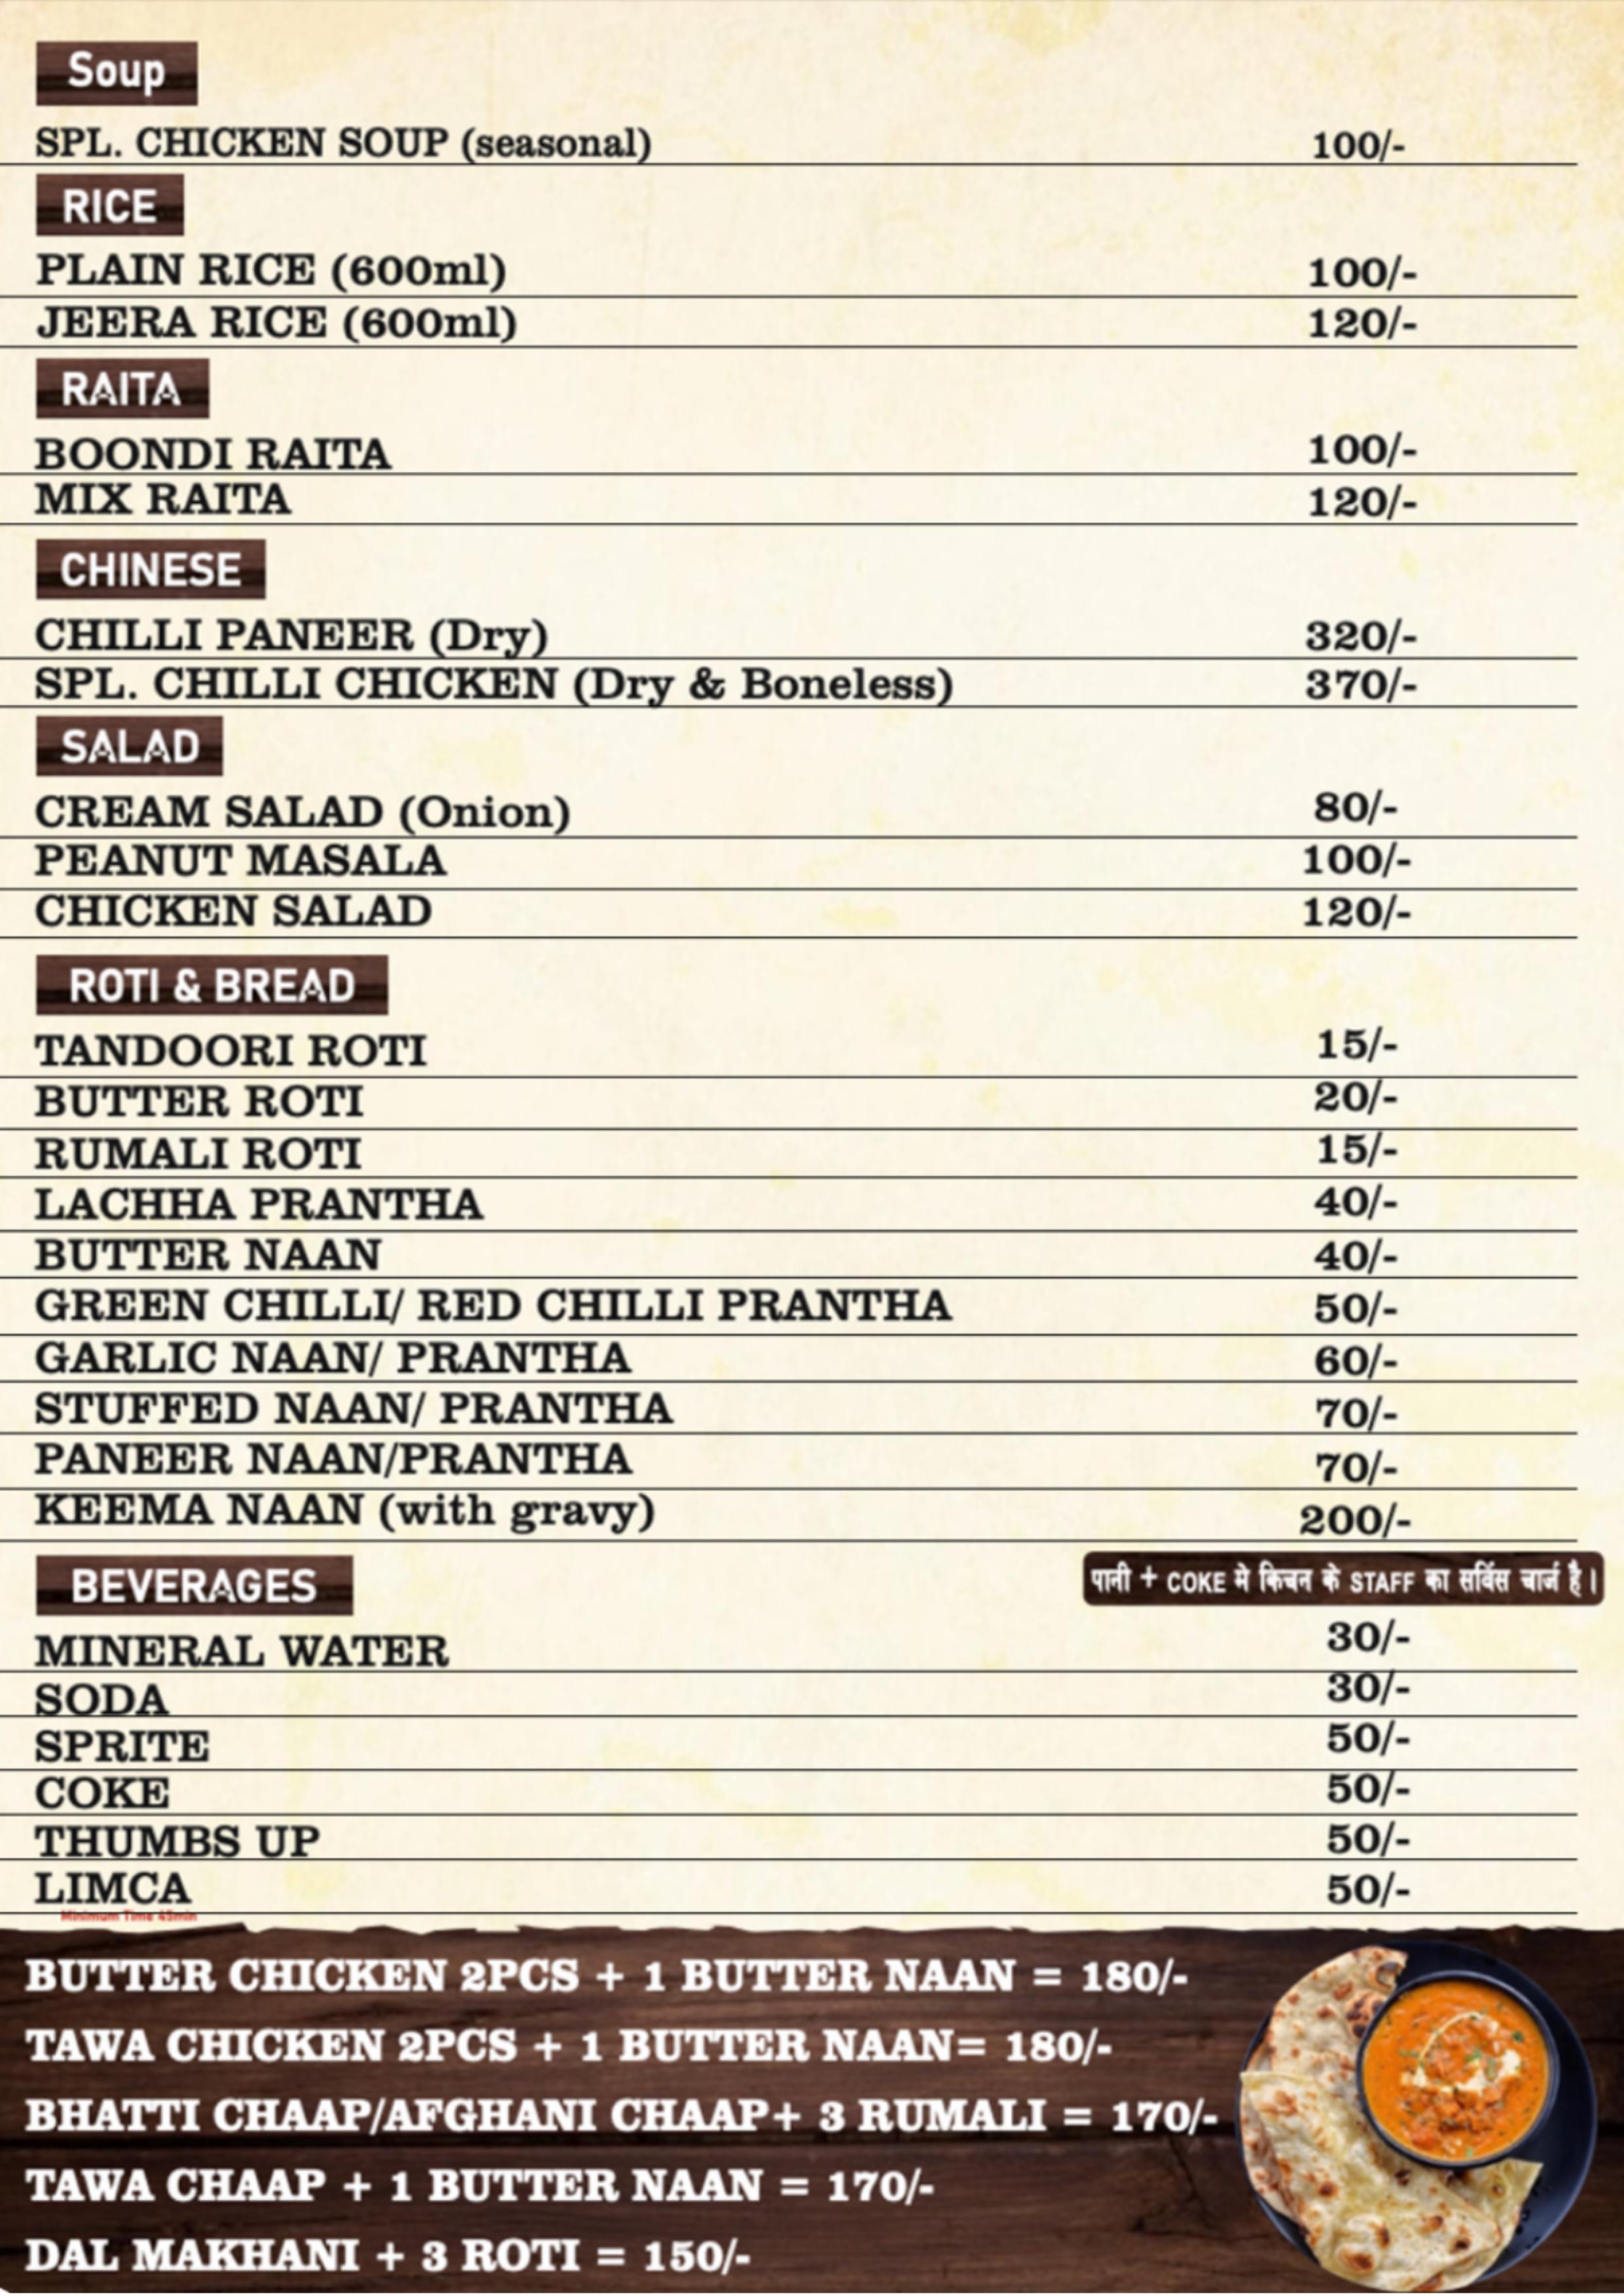 Soup
SPL. CHICKEN SOUP (seasonal) 100/-
RICE
PLAIN RICE (600ml) 100/-
JEERA RICE (600ml) 120/-
RAITA
BOONDI RAITA 100/-
MIX RAITA 120/-
CHINESE
CHILLI PANEER (Dry) 320/-
SPL. CHILLI CHICKEN (Dry & Boneless) 370/-
SALAD
CREAM SALAD (Onion) 80/-
PEANUT MASALA 100/-
CHICKEN SALAD 120/-
ROTI & BREAD
TANDOORI ROTI 15/-
BUTTER ROTI 20/-
RUMALI ROTI 15/-
LACHHA PRANTHA 40/-
BUTTER NAAN 40/-
GREEN CHILLI/ RED CHILLI PRANTHA 50/-
GARLIC NAAN/ PRANTHA 60/-
STUFFED NAAN/ PRANTHA 70/-
PANEER NAAN/PRANTHA 70/-
KEEMA NAAN (with gravy) 200/-
BEVERAGES पानी + COKE मे किचन के STAFF का सर्विस चार्ज है।
MINERAL WATER 30/-
SODA 30/-
SPRITE 50/-
COKE 50/-
THUMBS UP 50/-
LIMCA 50/-
Minimum Time 45min
BUTTER CHICKEN 2PCS + 1 BUTTER NAAN = 180/-
TAWA CHICKEN 2PCS + 1 BUTTER NAAN= 180/-
BHATTI CHAAP/AFGHANI CHAAP+ 3 RUMALI = 170/-
TAWA CHAAP + 1 BUTTER NAAN = 170/-
DAL MAKHANI + 3 ROTI = 150/-